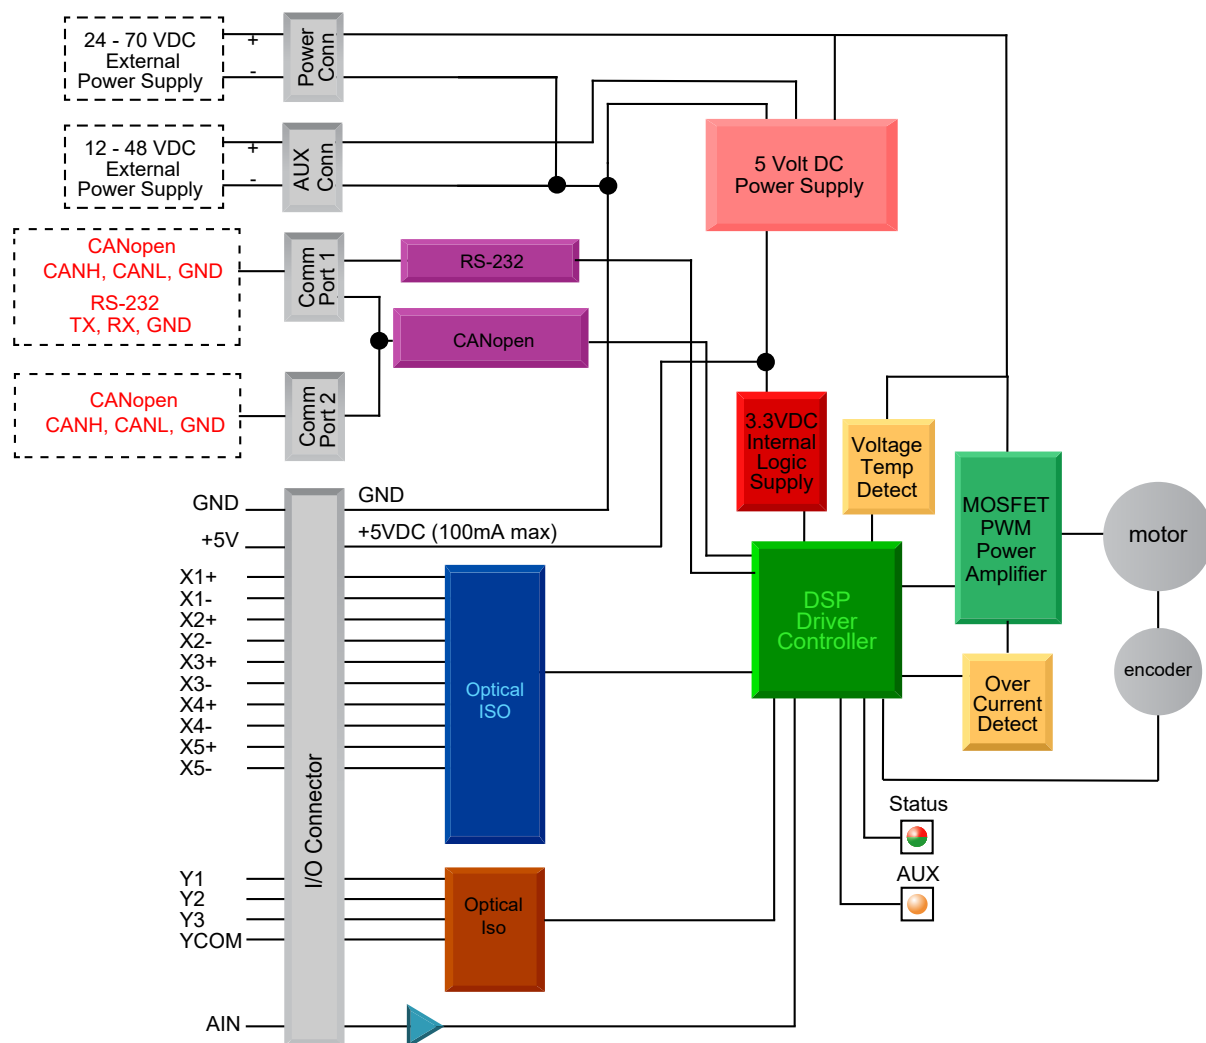 24 - 70 VDC
External
Power Supply
+
-
Power
Conn
12 - 48 VDC
External
Power Supply
+
-
AUX
Conn
5 Volt DC
Power Supply
CANopen
CANH, CANL, GND
RS-232
TX, RX, GND
Comm
Port 1
RS-232
CANopen
CANopen
CANH, CANL, GND
Comm
Port 2
3.3VDC
Internal
Logic
Supply
Voltage
Temp
Detect
MOSFET
PWM
Power
Amplifier
motor
encoder
GND
GND
+5V
+5VDC (100mA max)
X1+
X1-
X2+
X2-
X3+
X3-
X4+
X4-
X5+
X5-
I/O Connector
Optical
ISO
DSP
Driver
Controller
Over
Current
Detect
Status
AUX
Y1
Y2
Y3
YCOM
Optical
Iso
AIN